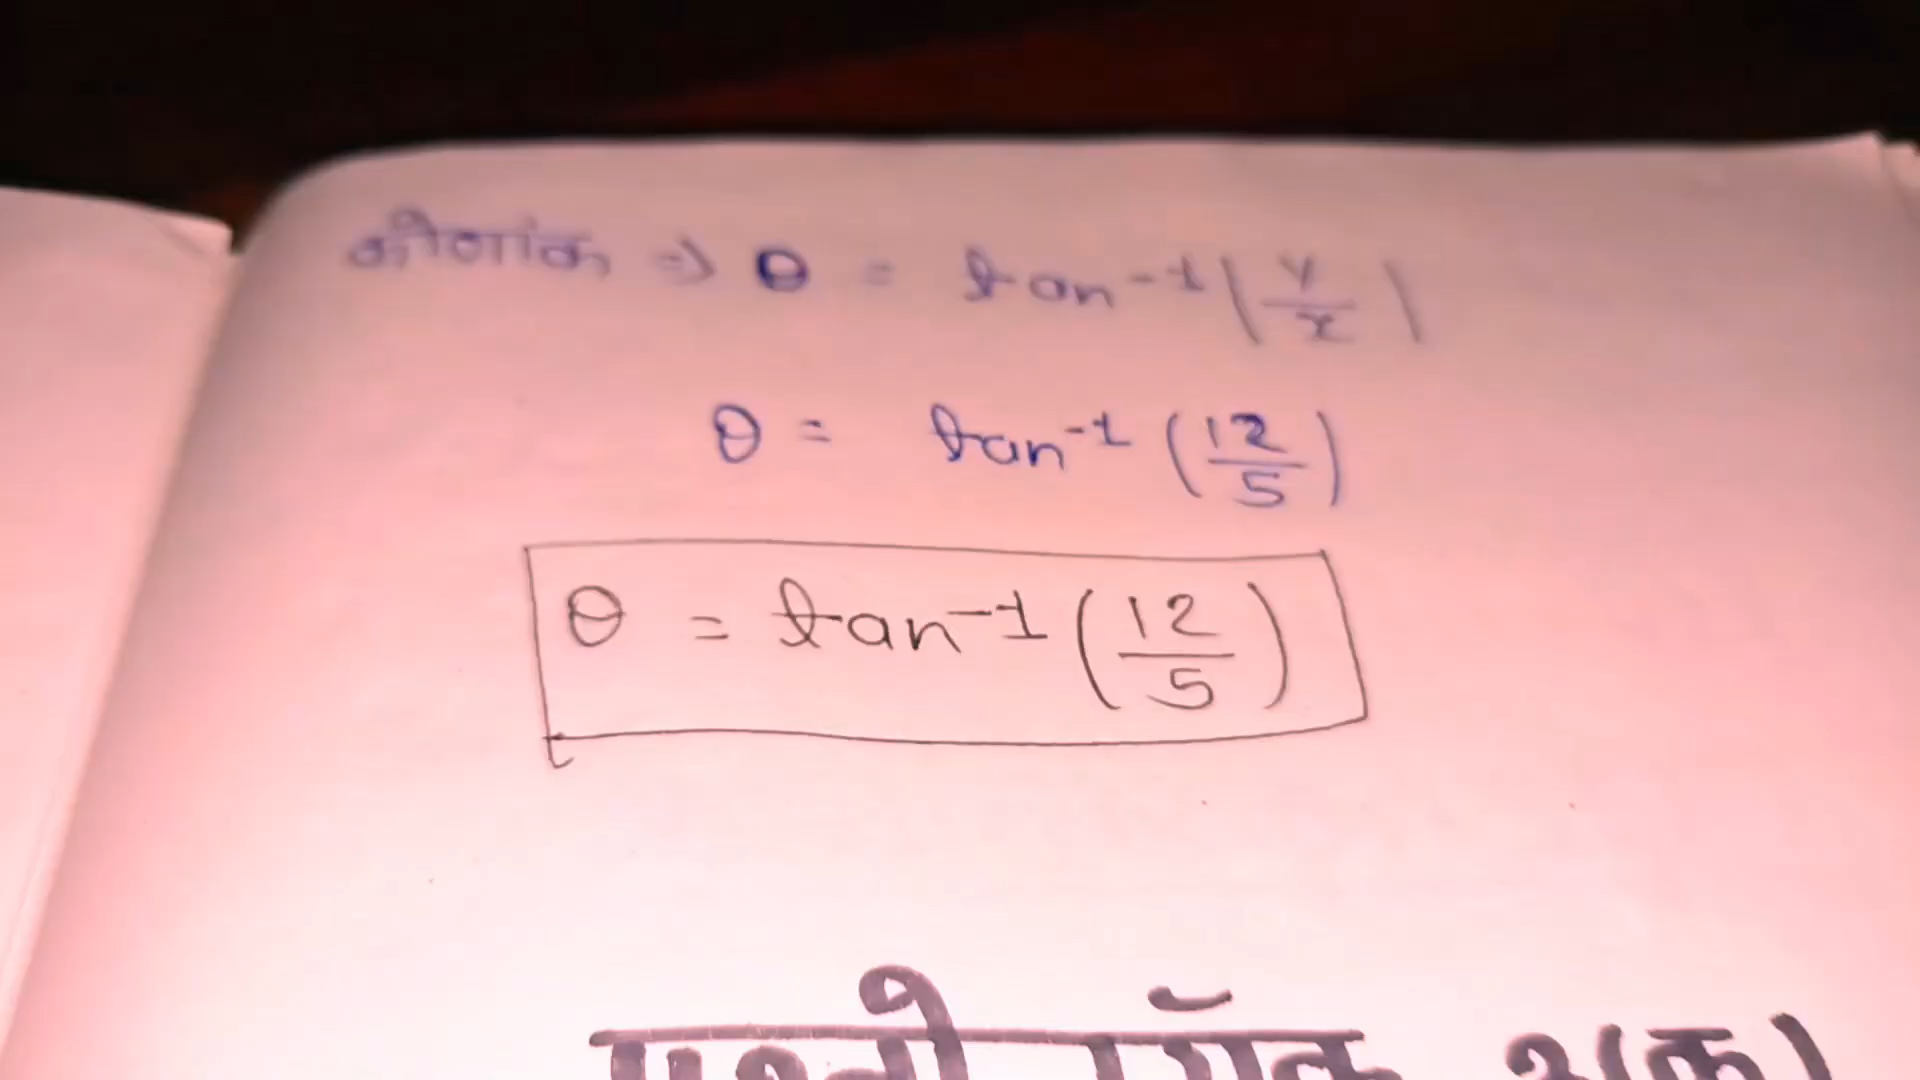 कोणांक => θ = tan⁻¹(y/x)
θ = tan⁻¹(12/5)
θ = tan⁻¹(12/5)